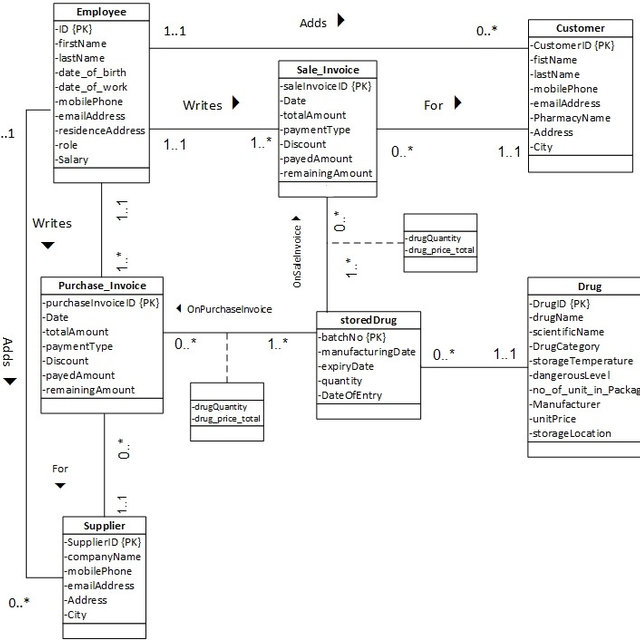 Employee
-ID {PK}
-firstName
-lastName
-date_of_birth
-date_of_work
-mobilePhone
-emailAddress
-residenceAddress
-role
-Salary
Adds
1..1
0..*
Customer
-CustomerID {PK}
-fistName
-lastName
-mobilePhone
-emailAddress
-PharmacyName
-Address
-City
Writes
1..1
1..*
Sale_Invoice
-saleInvoiceID {PK}
-Date
-totalAmount
-paymentType
-Discount
-payedAmount
-remainingAmount
For
0..*
1..1
..1
Writes
1..1
1..*
OnSaleInvoice
0..*
1..*
-drugQuantity
-drug_price_total
Purchase_Invoice
-purchaseInvoiceID {PK}
-Date
-totalAmount
-paymentType
-Discount
-payedAmount
-remainingAmount
OnPurchaseInvoice
0..*
1..*
-drugQuantity
-drug_price_total
storedDrug
-batchNo {PK}
-manufacturingDate
-expiryDate
-quantity
-DateOfEntry
0..*
1..1
Drug
-DrugID {PK}
-drugName
-scientificName
-DrugCategory
-storageTemperature
-dangerousLevel
-no_of_unit_in_Packag
-Manufacturer
-unitPrice
-storageLocation
Adds
For
0..*
1..1
Supplier
-SupplierID {PK}
-companyName
-mobilePhone
-emailAddress
-Address
-City
0..*